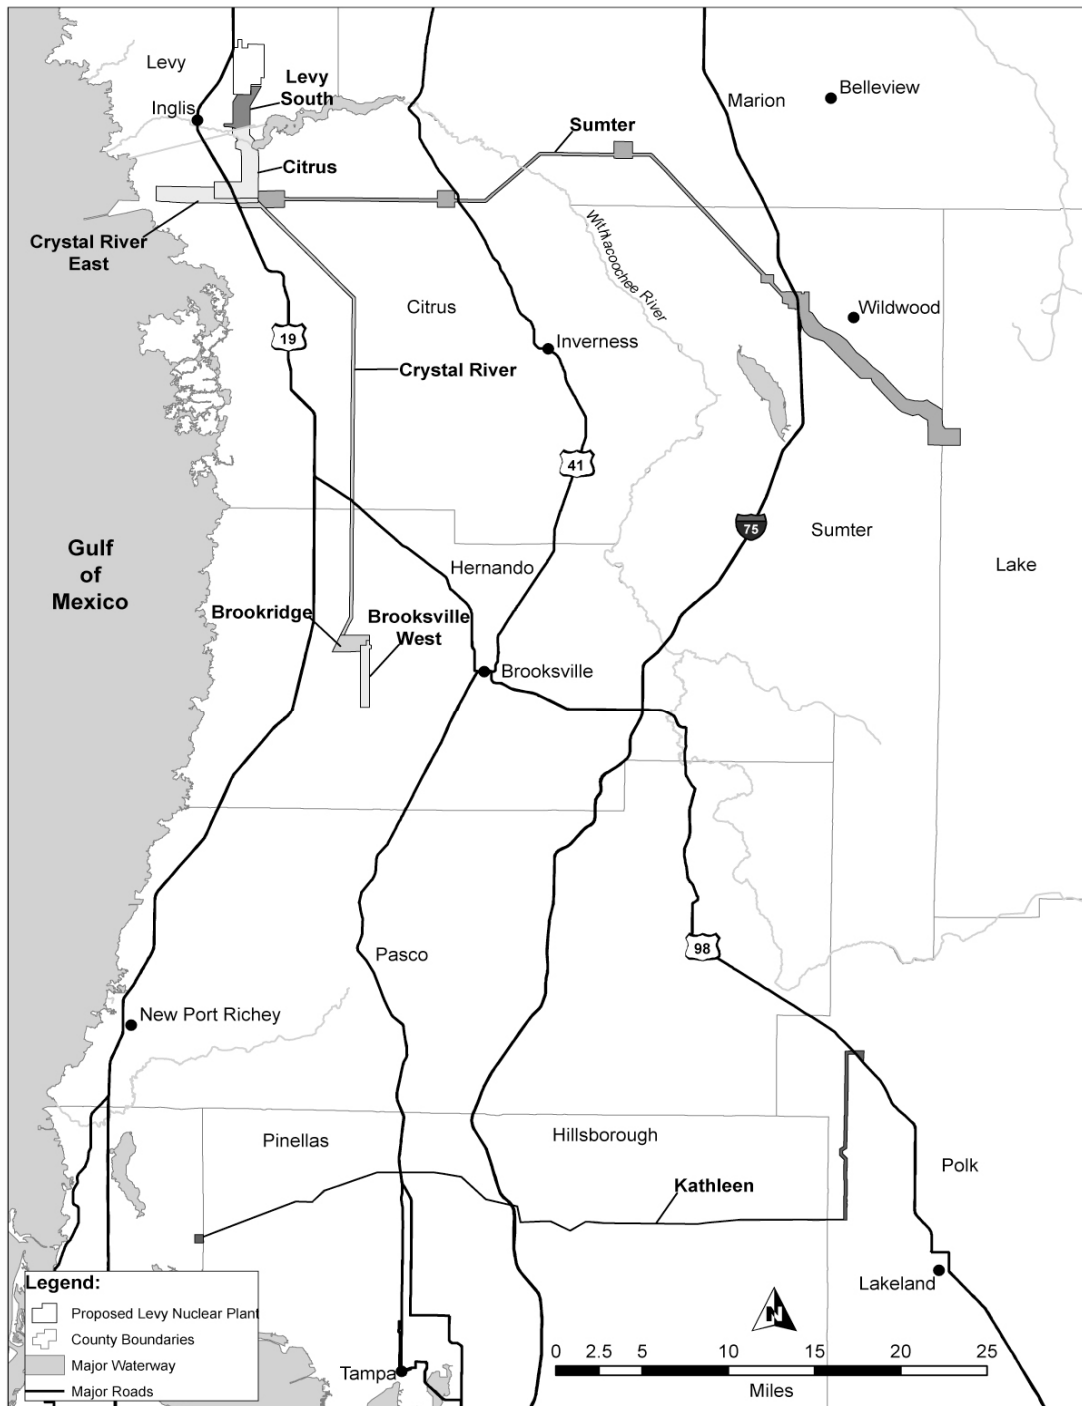 Levy
Levy
South
Inglis
Belleview
Marion
Sumter
Citrus
Crystal River
East
Withlacoochee River
Citrus
Wildwood
19
Inverness
Crystal River
41
75
Sumter
Gulf
of
Mexico
Hernando
Lake
Brookridge
Brooksville
West
Brooksville
98
Pasco
New Port Richey
Pinellas
Hillsborough
Polk
Kathleen
Lakeland
Legend:
Proposed Levy Nuclear Plant
County Boundaries
Major Waterway
Major Roads
Tampa
N
0 2.5 5 10 15 20 25
Miles